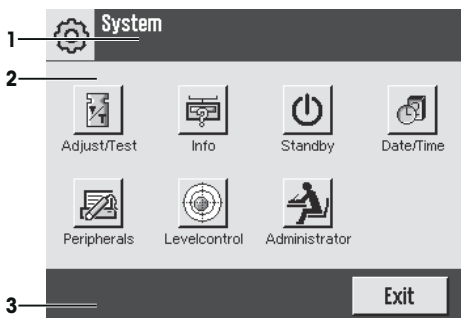 System
1
2
Adjust/Test Info Standby Date/Time
Peripherals Levelcontrol Administrator
3
Exit